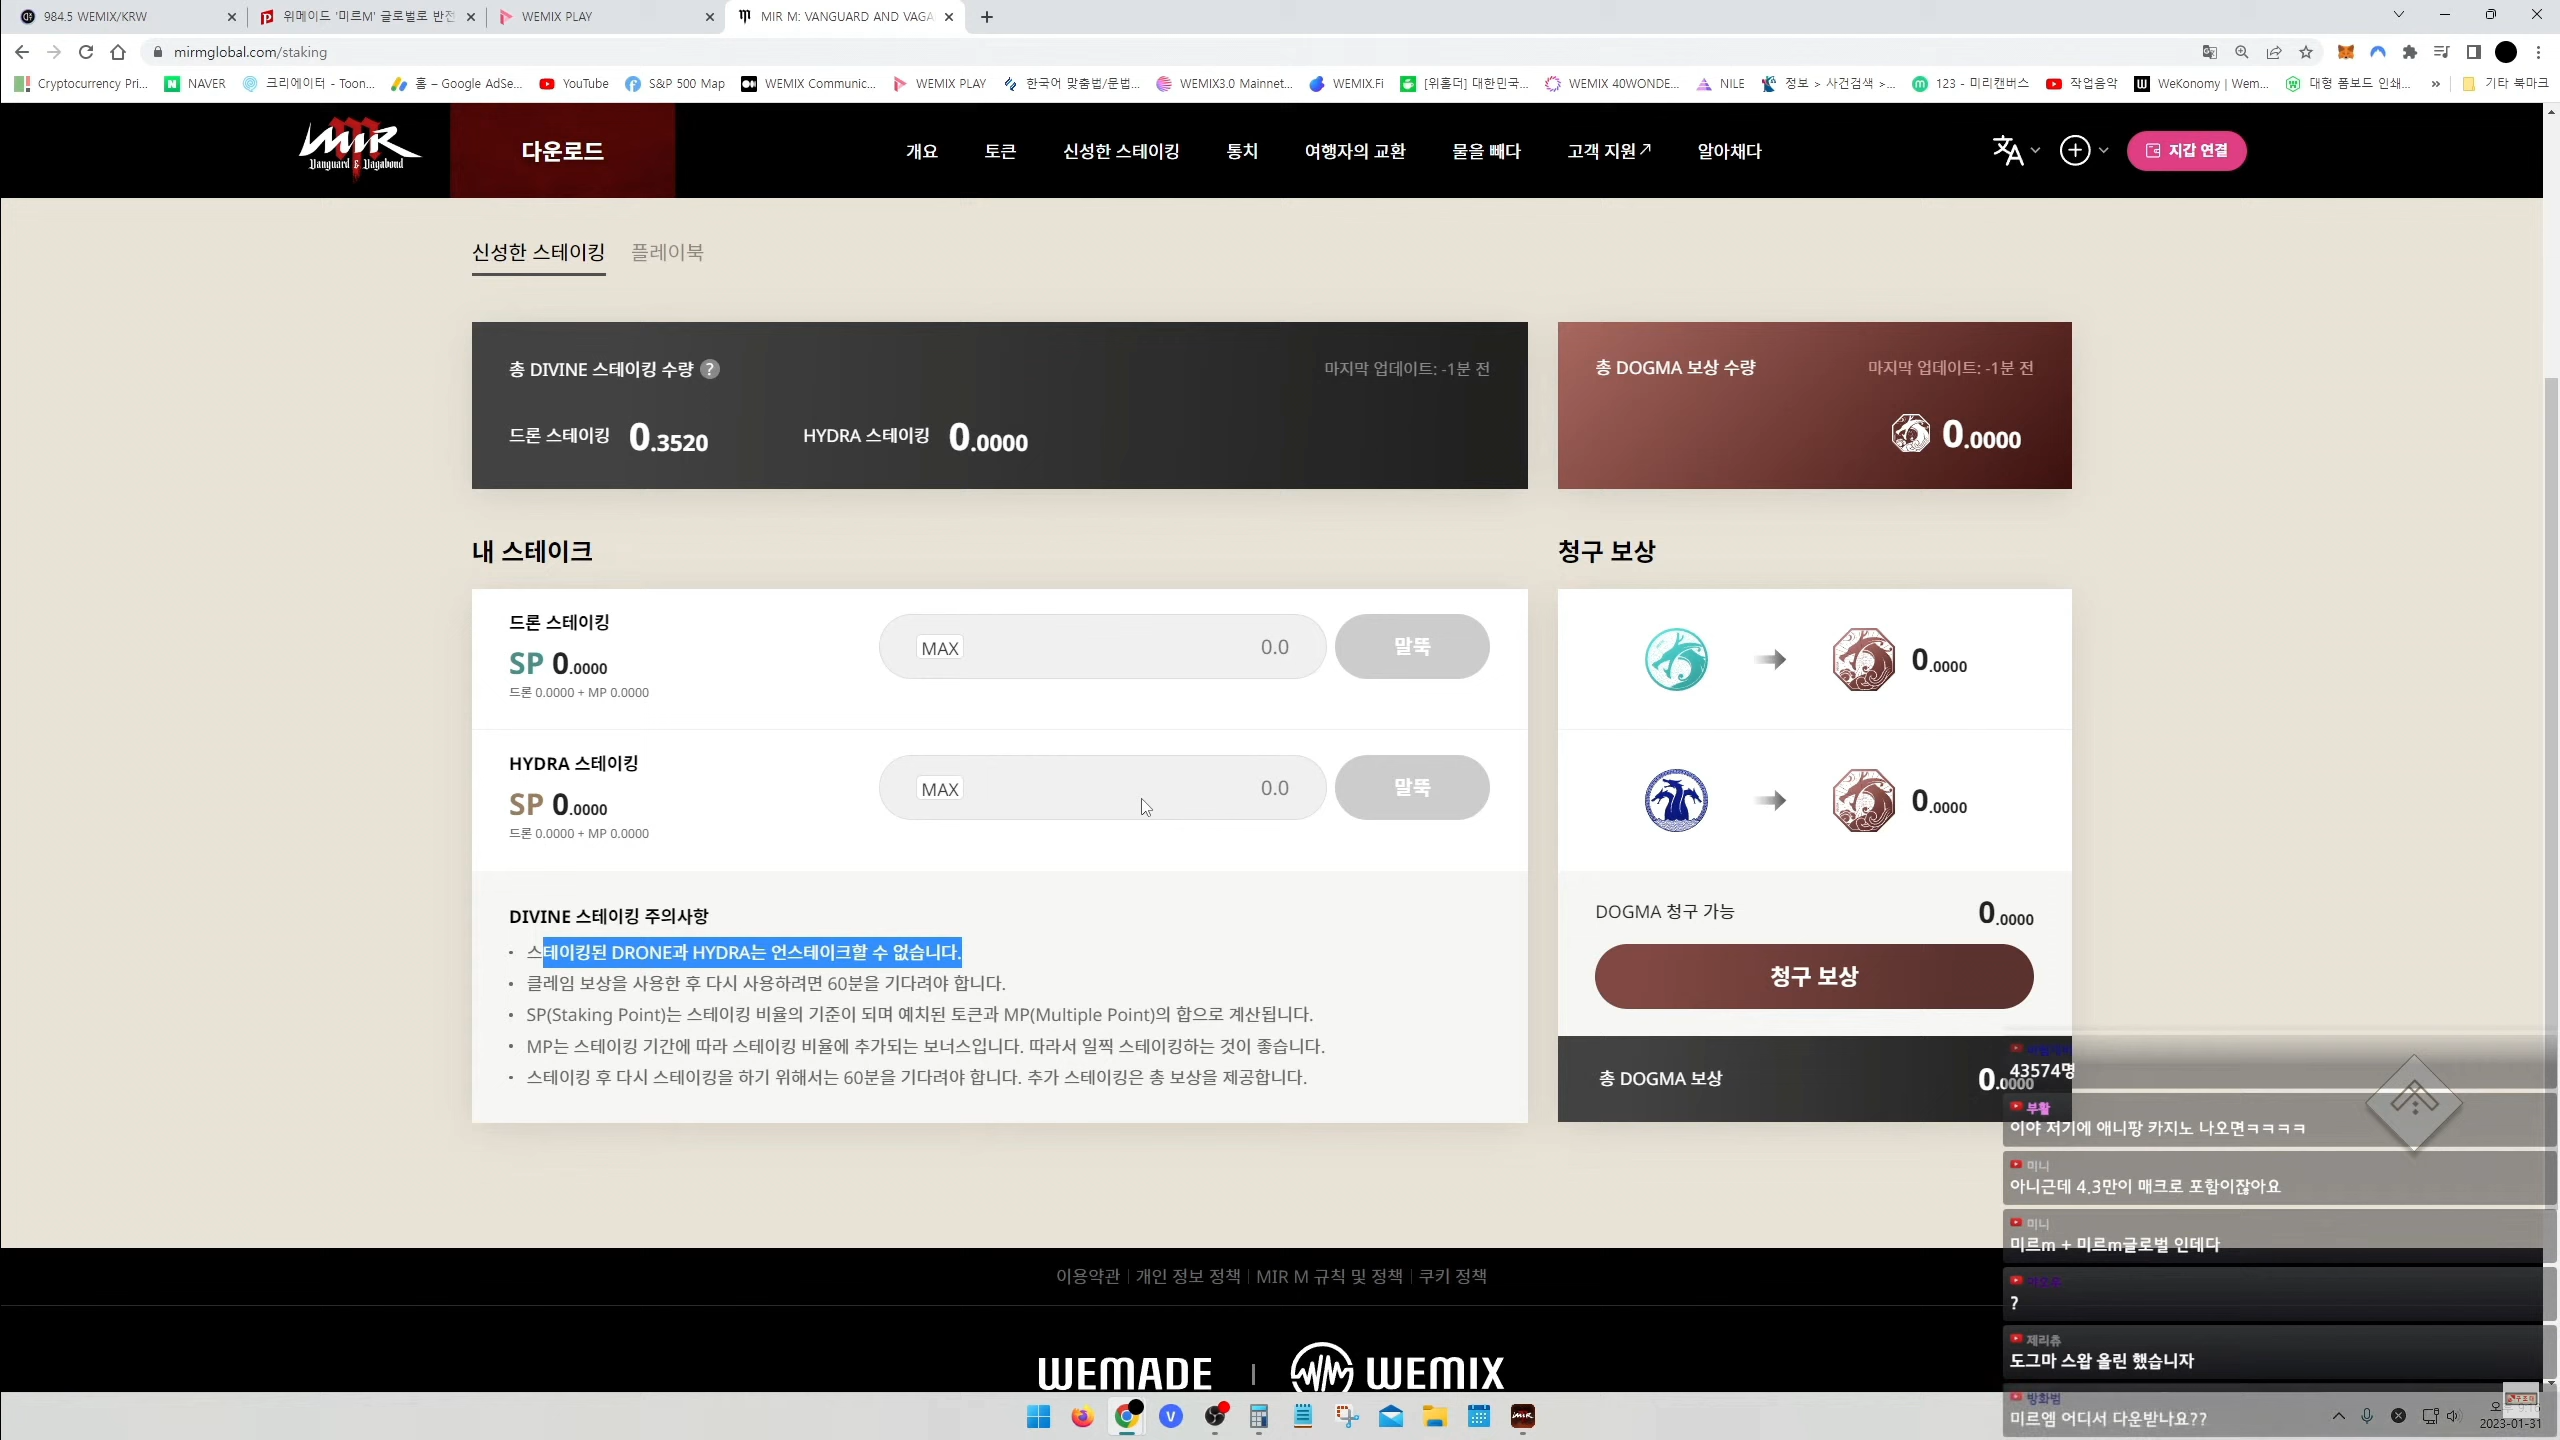 984.5 WEMIX/KRW
위메이드 '미르M' 글로벌로 반전
WEMIX PLAY
MIR M: VANGUARD AND VAGA
mirmglobal.com/staking
Cryptocurrency Pri...
NAVER
크리에이터 - Toon...
홈 – Google AdSe...
YouTube
S&P 500 Map
WEMIX Communic...
WEMIX PLAY
한국어 맞춤법/문법...
WEMIX3.0 Mainnet...
WEMIX.Fi
[위홀더] 대한민국...
WEMIX 40WONDE...
NILE
정보 > 사건검색 >...
123 - 미리캔버스
작업음악
WeKonomy | Wem...
대형 폼보드 인쇄...
»
기타 북마크
MIR
Vanguard & Vagabond
다운로드
개요
토큰
신성한 스테이킹
통치
여행자의 교환
물을 빼다
고객 지원↗
알아채다
지갑 연결
신성한 스테이킹
플레이북
총 DIVINE 스테이킹 수량 ?
마지막 업데이트: -1분 전
드론 스테이킹 0.3520
HYDRA 스테이킹 0.0000
총 DOGMA 보상 수량
마지막 업데이트: -1분 전
0.0000
내 스테이크
드론 스테이킹
SP 0.0000
드론 0.0000 + MP 0.0000
MAX 0.0
말뚝
HYDRA 스테이킹
SP 0.0000
드론 0.0000 + MP 0.0000
MAX 0.0
말뚝
DIVINE 스테이킹 주의사항
• 스테이킹된 DRONE과 HYDRA는 언스테이크할 수 없습니다.
• 클레임 보상을 사용한 후 다시 사용하려면 60분을 기다려야 합니다.
• SP(Staking Point)는 스테이킹 비율의 기준이 되며 예치된 토큰과 MP(Multiple Point)의 합으로 계산됩니다.
• MP는 스테이킹 기간에 따라 스테이킹 비율에 추가되는 보너스입니다. 따라서 일찍 스테이킹하는 것이 좋습니다.
• 스테이킹 후 다시 스테이킹을 하기 위해서는 60분을 기다려야 합니다. 추가 스테이킹은 총 보상을 제공합니다.
청구 보상
0.0000
0.0000
DOGMA 청구 가능 0.0000
청구 보상
총 DOGMA 보상 0.0000
43574명
부활
이야 저기에 애니팡 카지노 나오면ㅋㅋㅋㅋ
미니
아니근데 4.3만이 매크로 포함이잖아요
미니
미르m + 미르m글로벌 인데다
?
제리츄
도그마 스왑 올린 했습니자
방화범
미르엠 어디서 다운받나요??
이용약관 | 개인 정보 정책 | MIR M 규칙 및 정책 | 쿠키 정책
WEMADE | WEMIX
2023-01-31